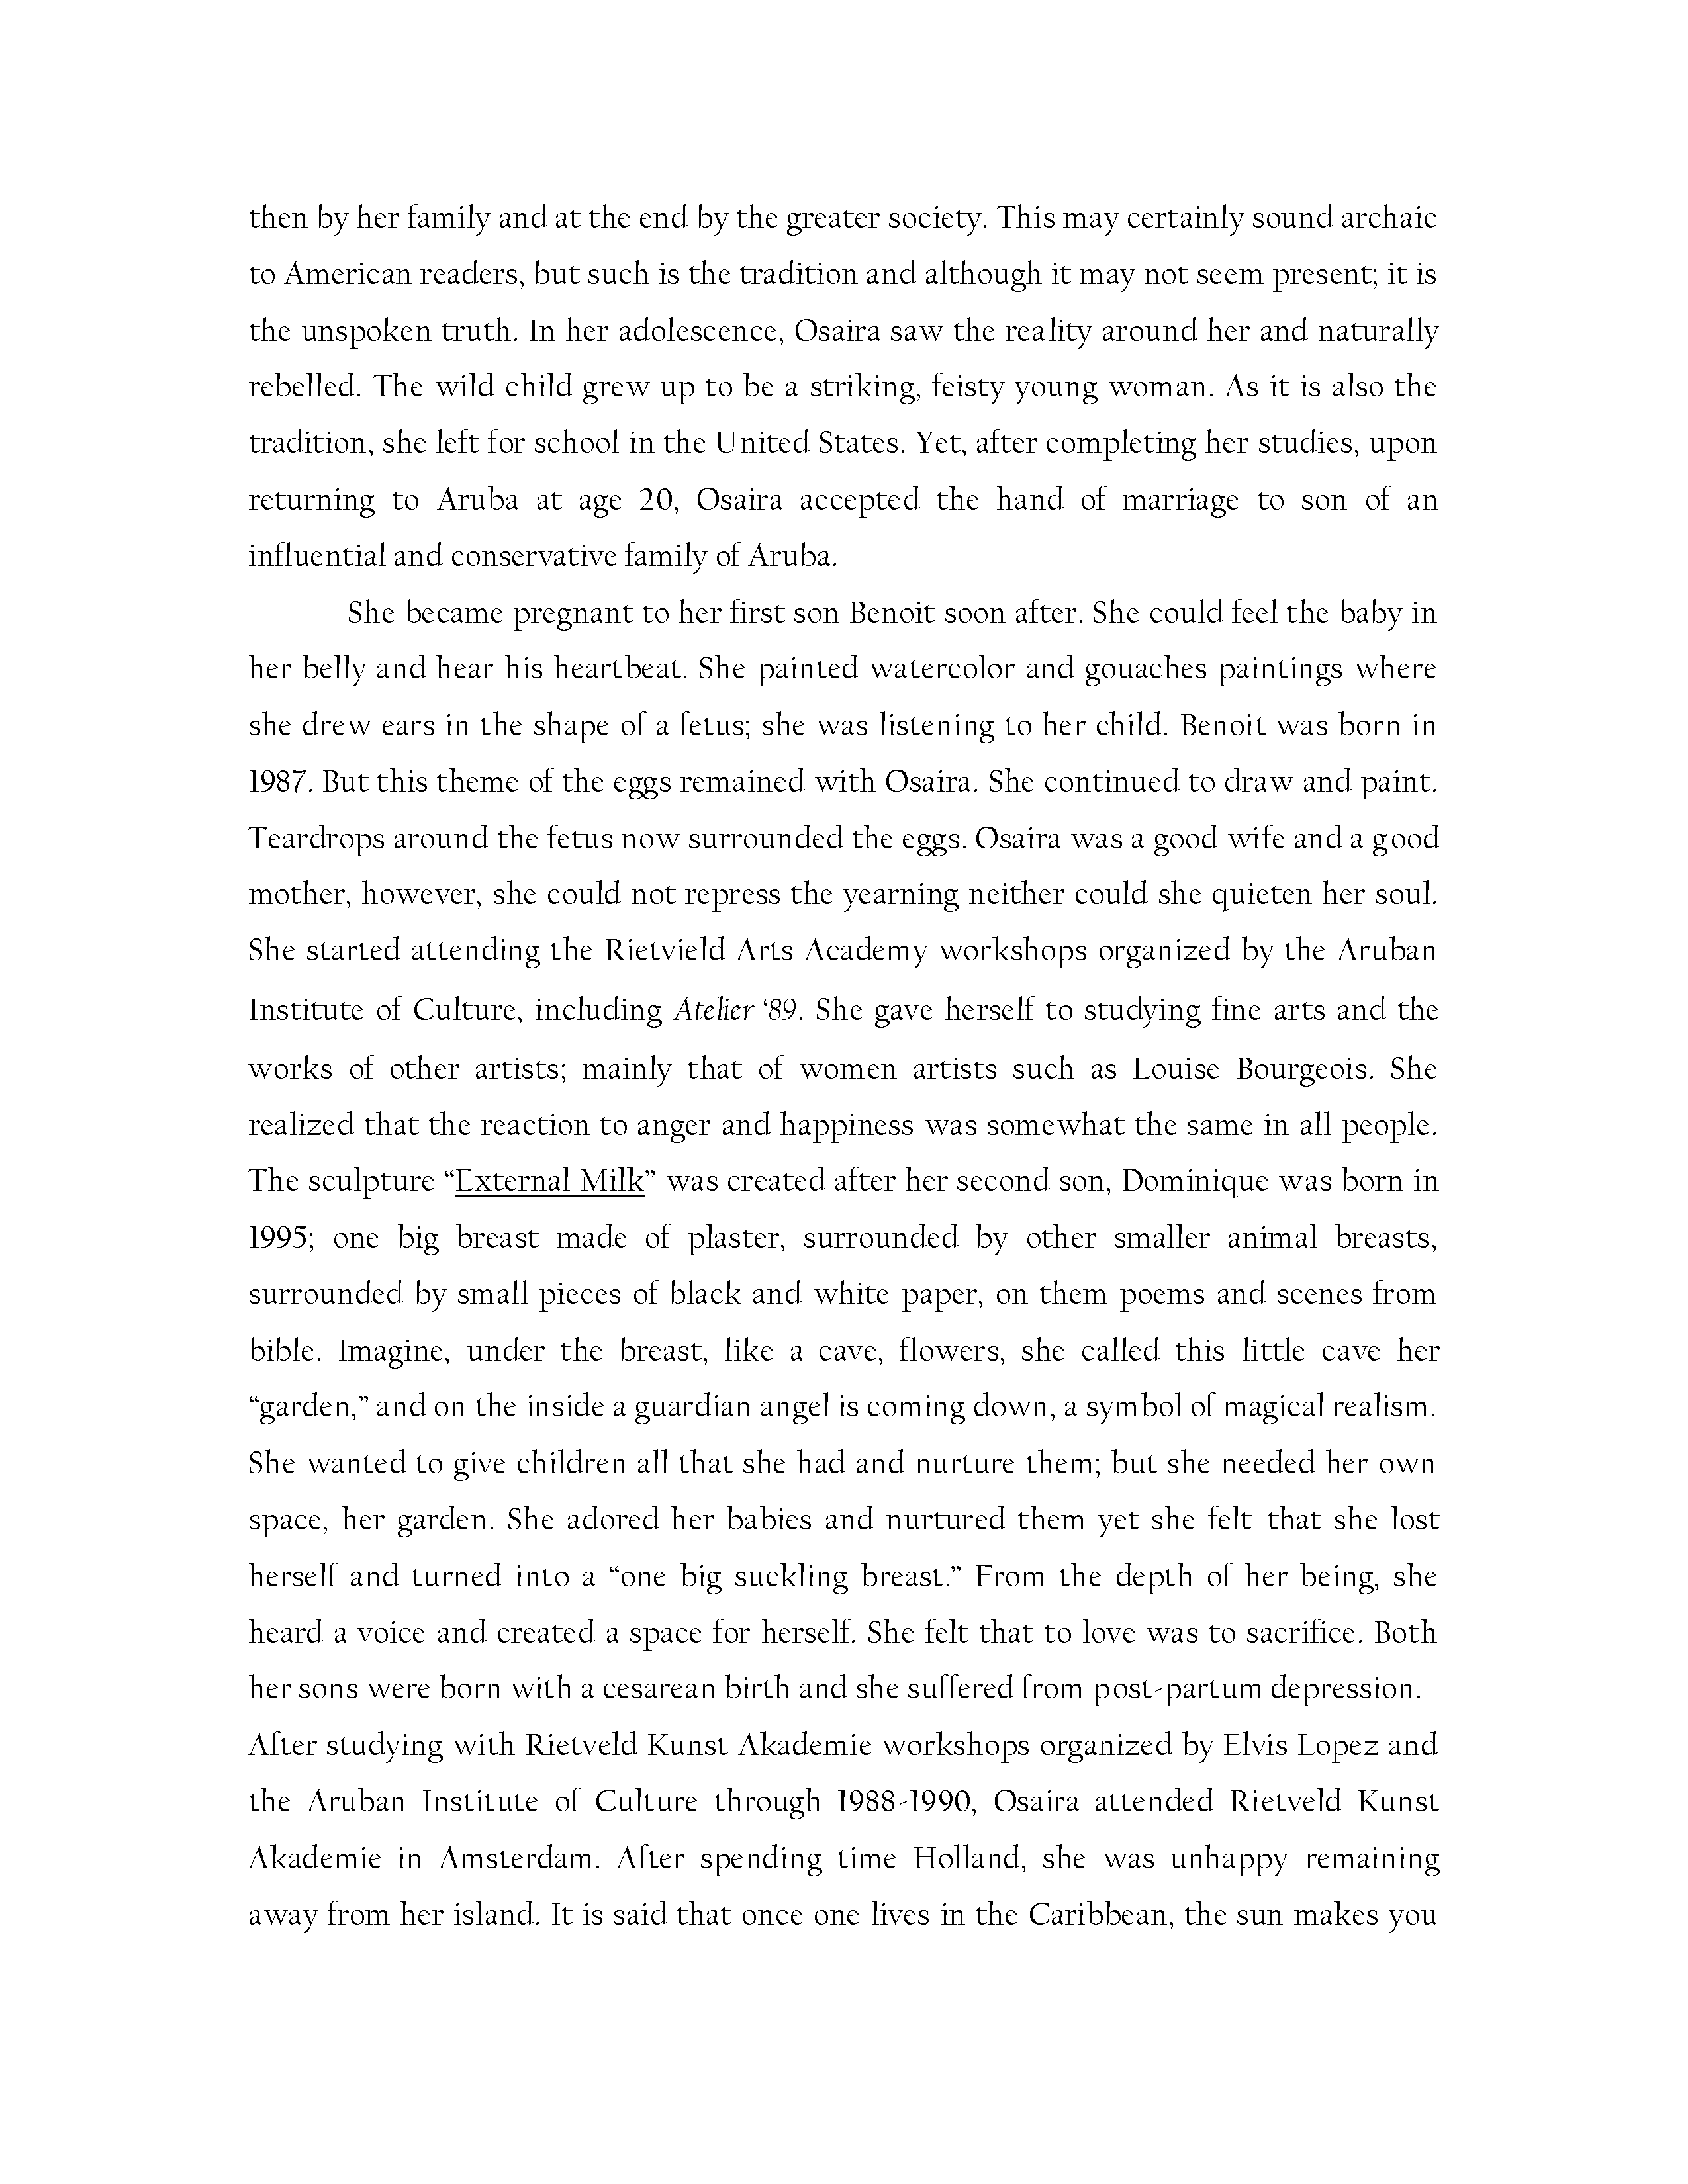 then by her family and at the end by the greater society. This may certainly sound archaic
to American readers, but such is the tradition and although it may not seem present; it is
the unspoken truth. In her adolescence, Osaira saw the reality around her and naturally
rebelled. The wild child grew up to be a striking, feisty young woman. As it is also the
tradition, she left for school in the United States. Yet, after completing her studies, upon
returning to Aruba at age 20, Osaira accepted the hand of marriage to son of an
influential and conservative family of Aruba.
She became pregnant to her first son Benoit soon after. She could feel the baby in
her belly and hear his heartbeat. She painted watercolor and gouaches paintings where
she drew ears in the shape of a fetus; she was listening to her child. Benoit was born in
1987. But this theme of the eggs remained with Osaira. She continued to draw and paint.
Teardrops around the fetus now surrounded the eggs. Osaira was a good wife and a good
mother, however, she could not repress the yearning neither could she quieten her soul.
She started attending the Rietvield Arts Academy workshops organized by the Aruban
Institute of Culture, including Atelier ‘89. She gave herself to studying fine arts and the
works of other artists; mainly that of women artists such as Louise Bourgeois. She
realized that the reaction to anger and happiness was somewhat the same in all people.
The sculpture “External Milk” was created after her second son, Dominique was born in
1995; one big breast made of plaster, surrounded by other smaller animal breasts,
surrounded by small pieces of black and white paper, on them poems and scenes from
bible. Imagine, under the breast, like a cave, flowers, she called this little cave her
“garden,” and on the inside a guardian angel is coming down, a symbol of magical realism.
She wanted to give children all that she had and nurture them; but she needed her own
space, her garden. She adored her babies and nurtured them yet she felt that she lost
herself and turned into a “one big suckling breast.” From the depth of her being, she
heard a voice and created a space for herself. She felt that to love was to sacrifice. Both
her sons were born with a cesarean birth and she suffered from post-partum depression.
After studying with Rietveld Kunst Akademie workshops organized by Elvis Lopez and
the Aruban Institute of Culture through 1988-1990, Osaira attended Rietveld Kunst
Akademie in Amsterdam. After spending time Holland, she was unhappy remaining
away from her island. It is said that once one lives in the Caribbean, the sun makes you